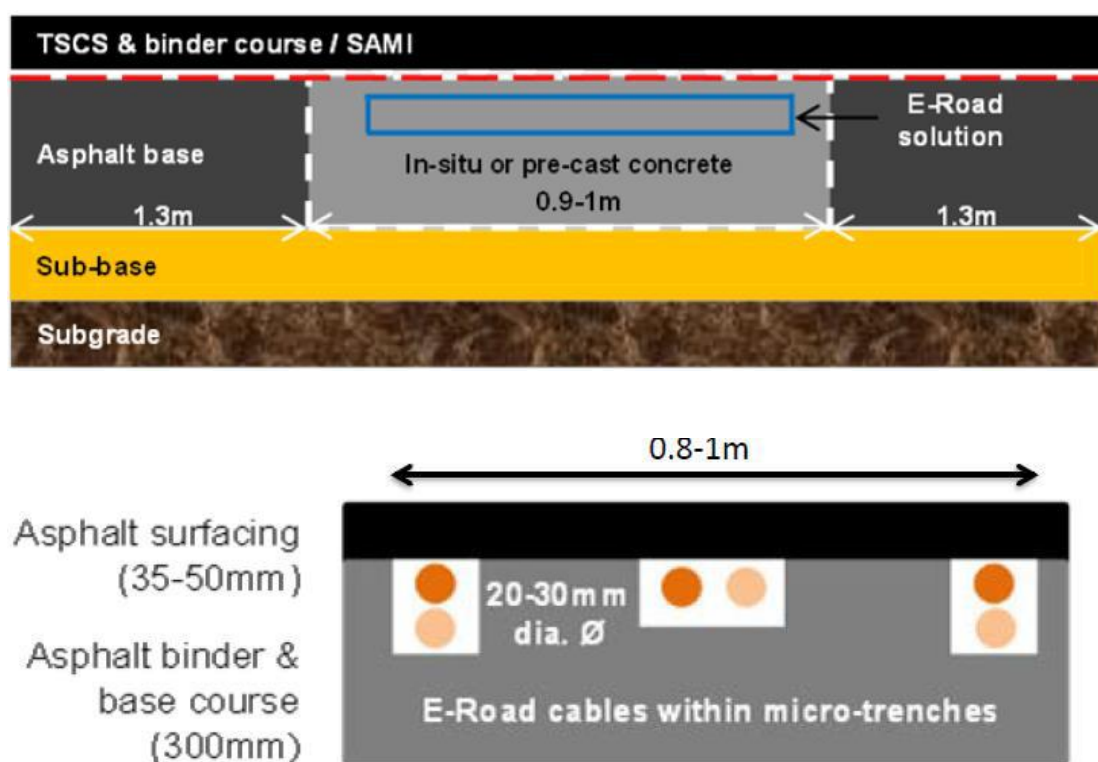 TSCS & binder course / SAMI
E-Road
solution
Asphalt base
In-situ or pre-cast concrete
1.3m
0.9-1m
1.3m
Sub-base
Subgrade
0.8-1m
Asphalt surfacing
(35-50mm)
20-30mm
dia. Ø
Asphalt binder &
base course
(300mm)
E-Road cables within micro-trenches